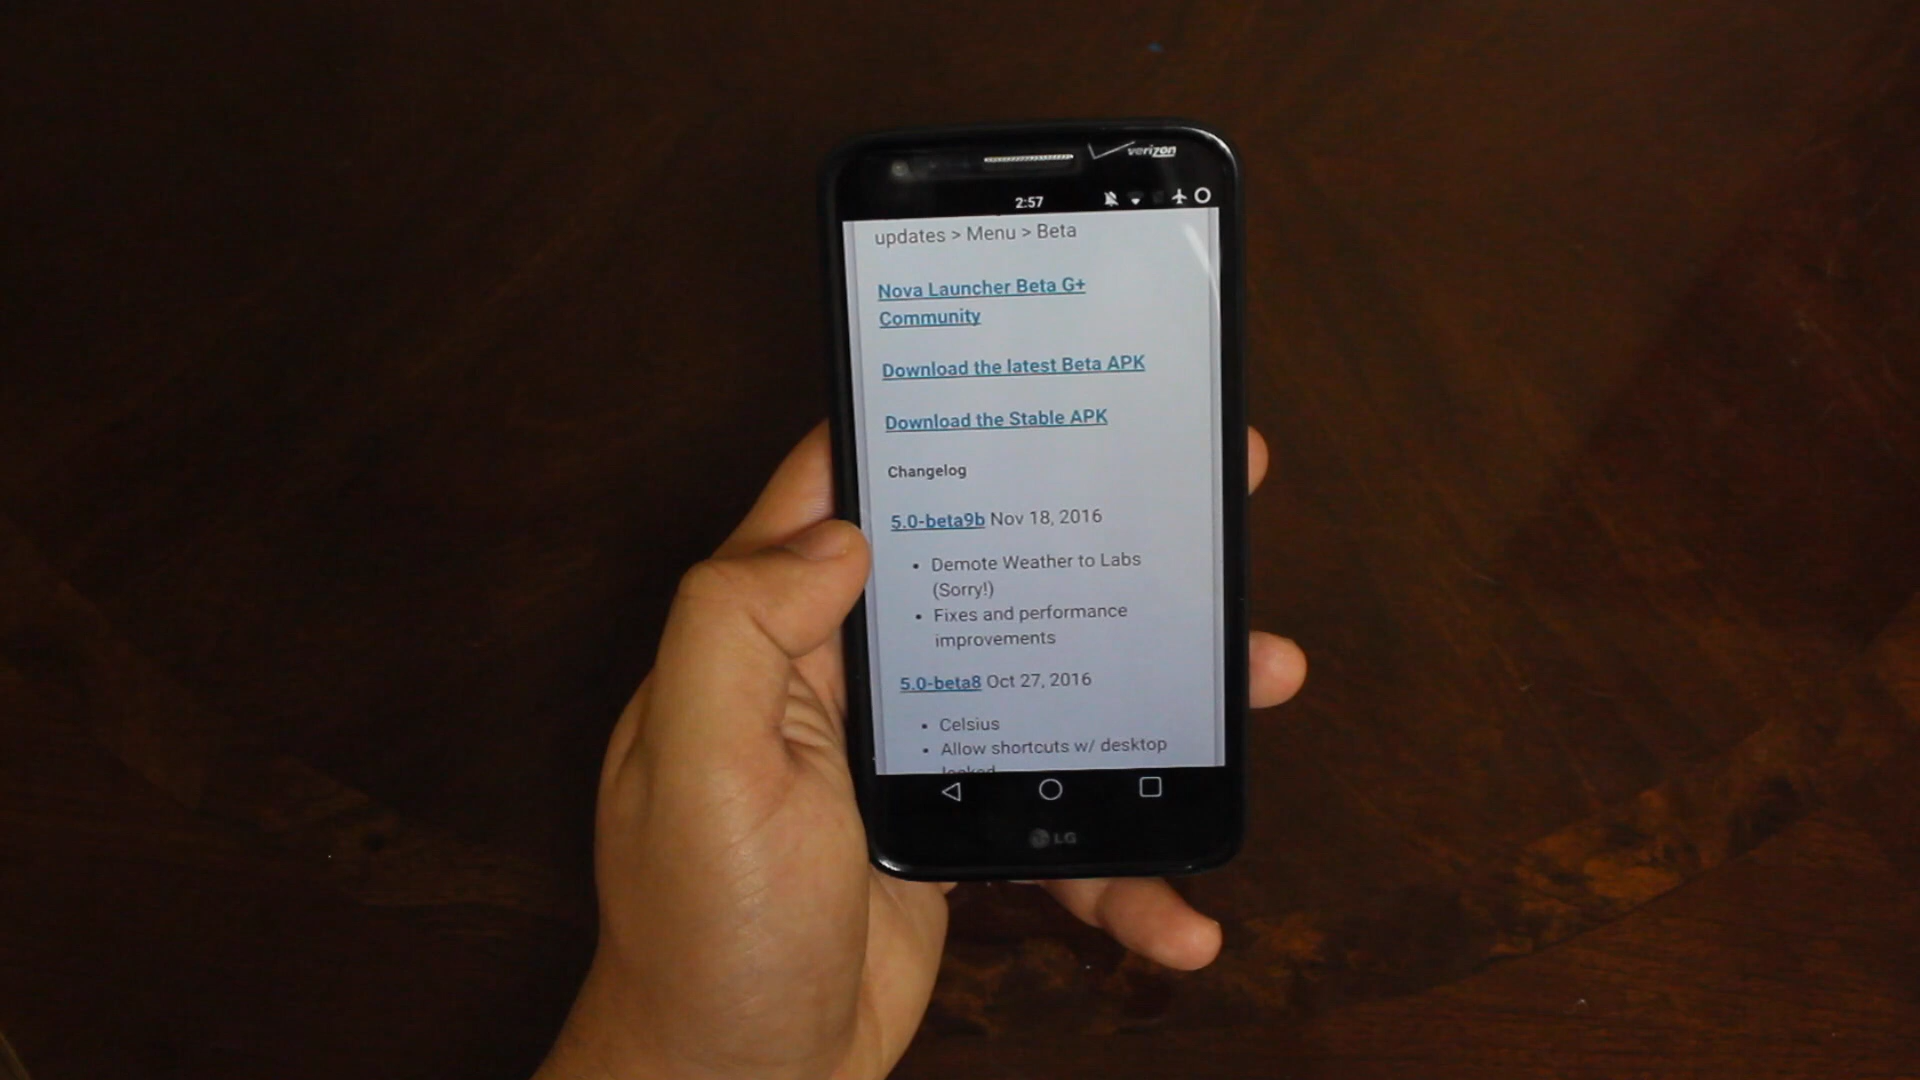 verizon
2:57
updates > Menu > Beta
Nova Launcher Beta G+
Community
Download the latest Beta APK
Download the Stable APK
Changelog
5.0-beta9b Nov 18, 2016
• Demote Weather to Labs
(Sorry!)
• Fixes and performance
improvements
5.0-beta8 Oct 27, 2016
• Celsius
• Allow shortcuts w/ desktop
locked
LG